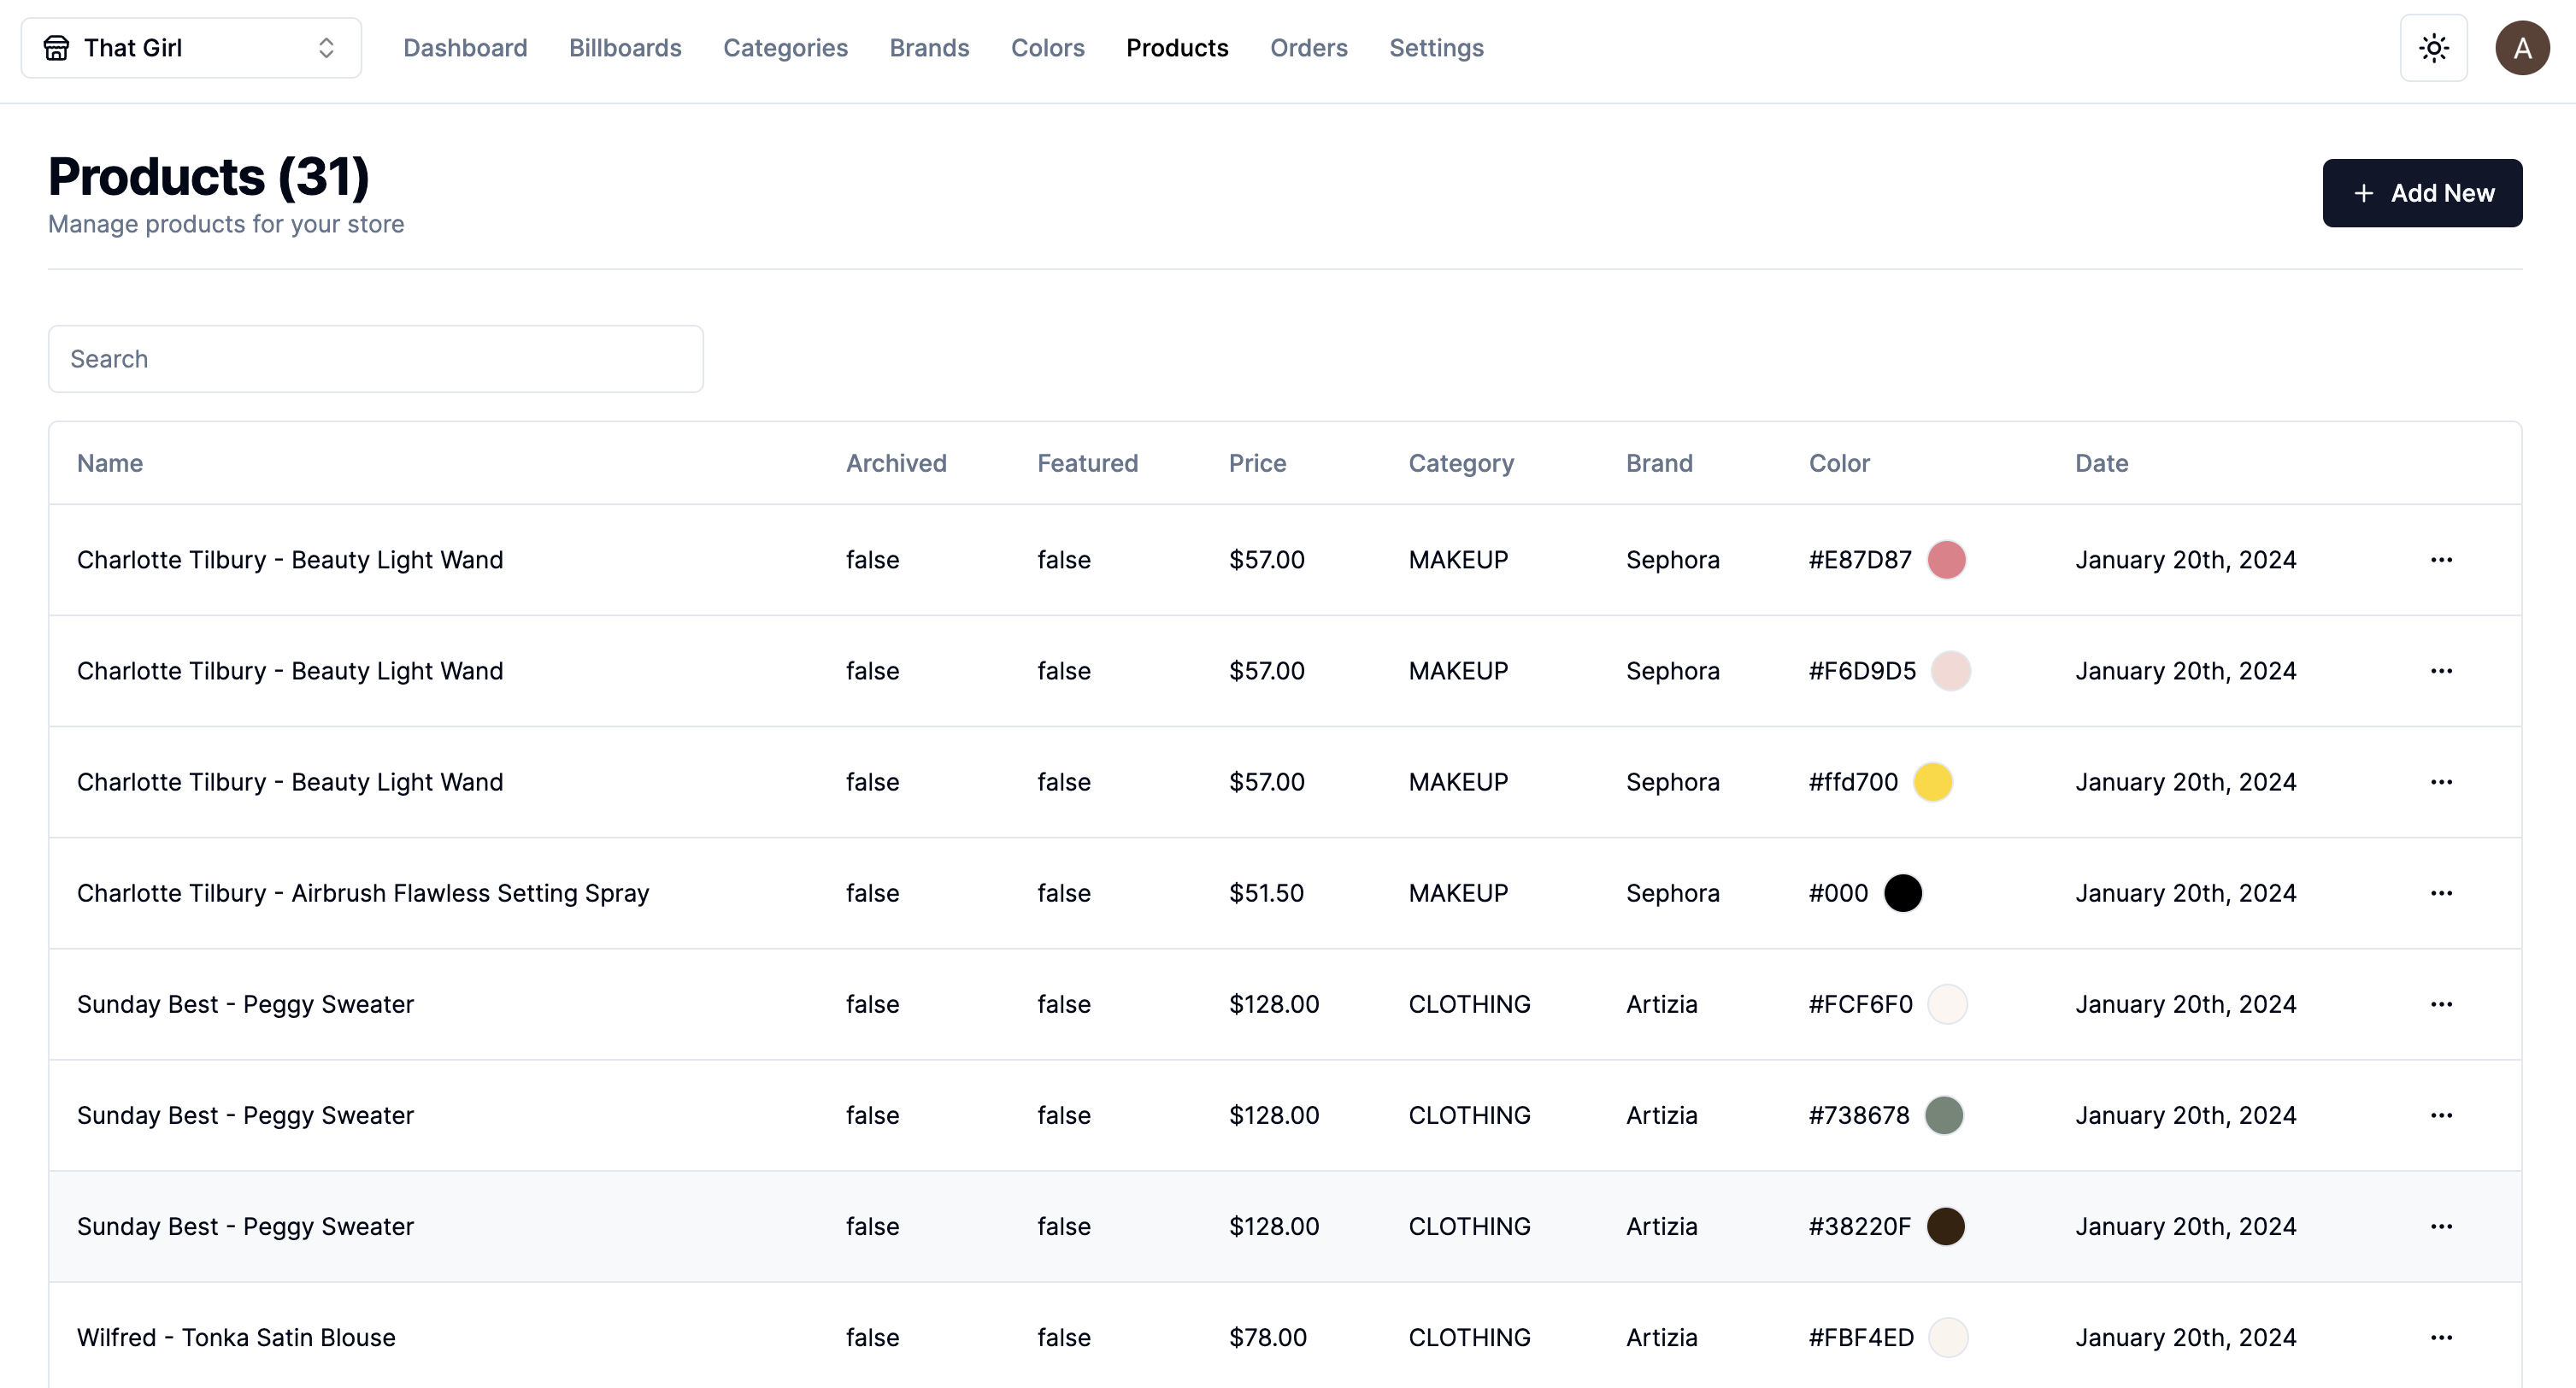 That Girl Dashboard Billboards Categories Brands Colors Products Orders Settings A
Products (31)
Manage products for your store
+ Add New
Search
Name Archived Featured Price Category Brand Color Date
Charlotte Tilbury - Beauty Light Wand false false $57.00 MAKEUP Sephora #E87D87 January 20th, 2024 ...
Charlotte Tilbury - Beauty Light Wand false false $57.00 MAKEUP Sephora #F6D9D5 January 20th, 2024 ...
Charlotte Tilbury - Beauty Light Wand false false $57.00 MAKEUP Sephora #ffd700 January 20th, 2024 ...
Charlotte Tilbury - Airbrush Flawless Setting Spray false false $51.50 MAKEUP Sephora #000 January 20th, 2024 ...
Sunday Best - Peggy Sweater false false $128.00 CLOTHING Artizia #FCF6F0 January 20th, 2024 ...
Sunday Best - Peggy Sweater false false $128.00 CLOTHING Artizia #738678 January 20th, 2024 ...
Sunday Best - Peggy Sweater false false $128.00 CLOTHING Artizia #38220F January 20th, 2024 ...
Wilfred - Tonka Satin Blouse false false $78.00 CLOTHING Artizia #FBF4ED January 20th, 2024 ...